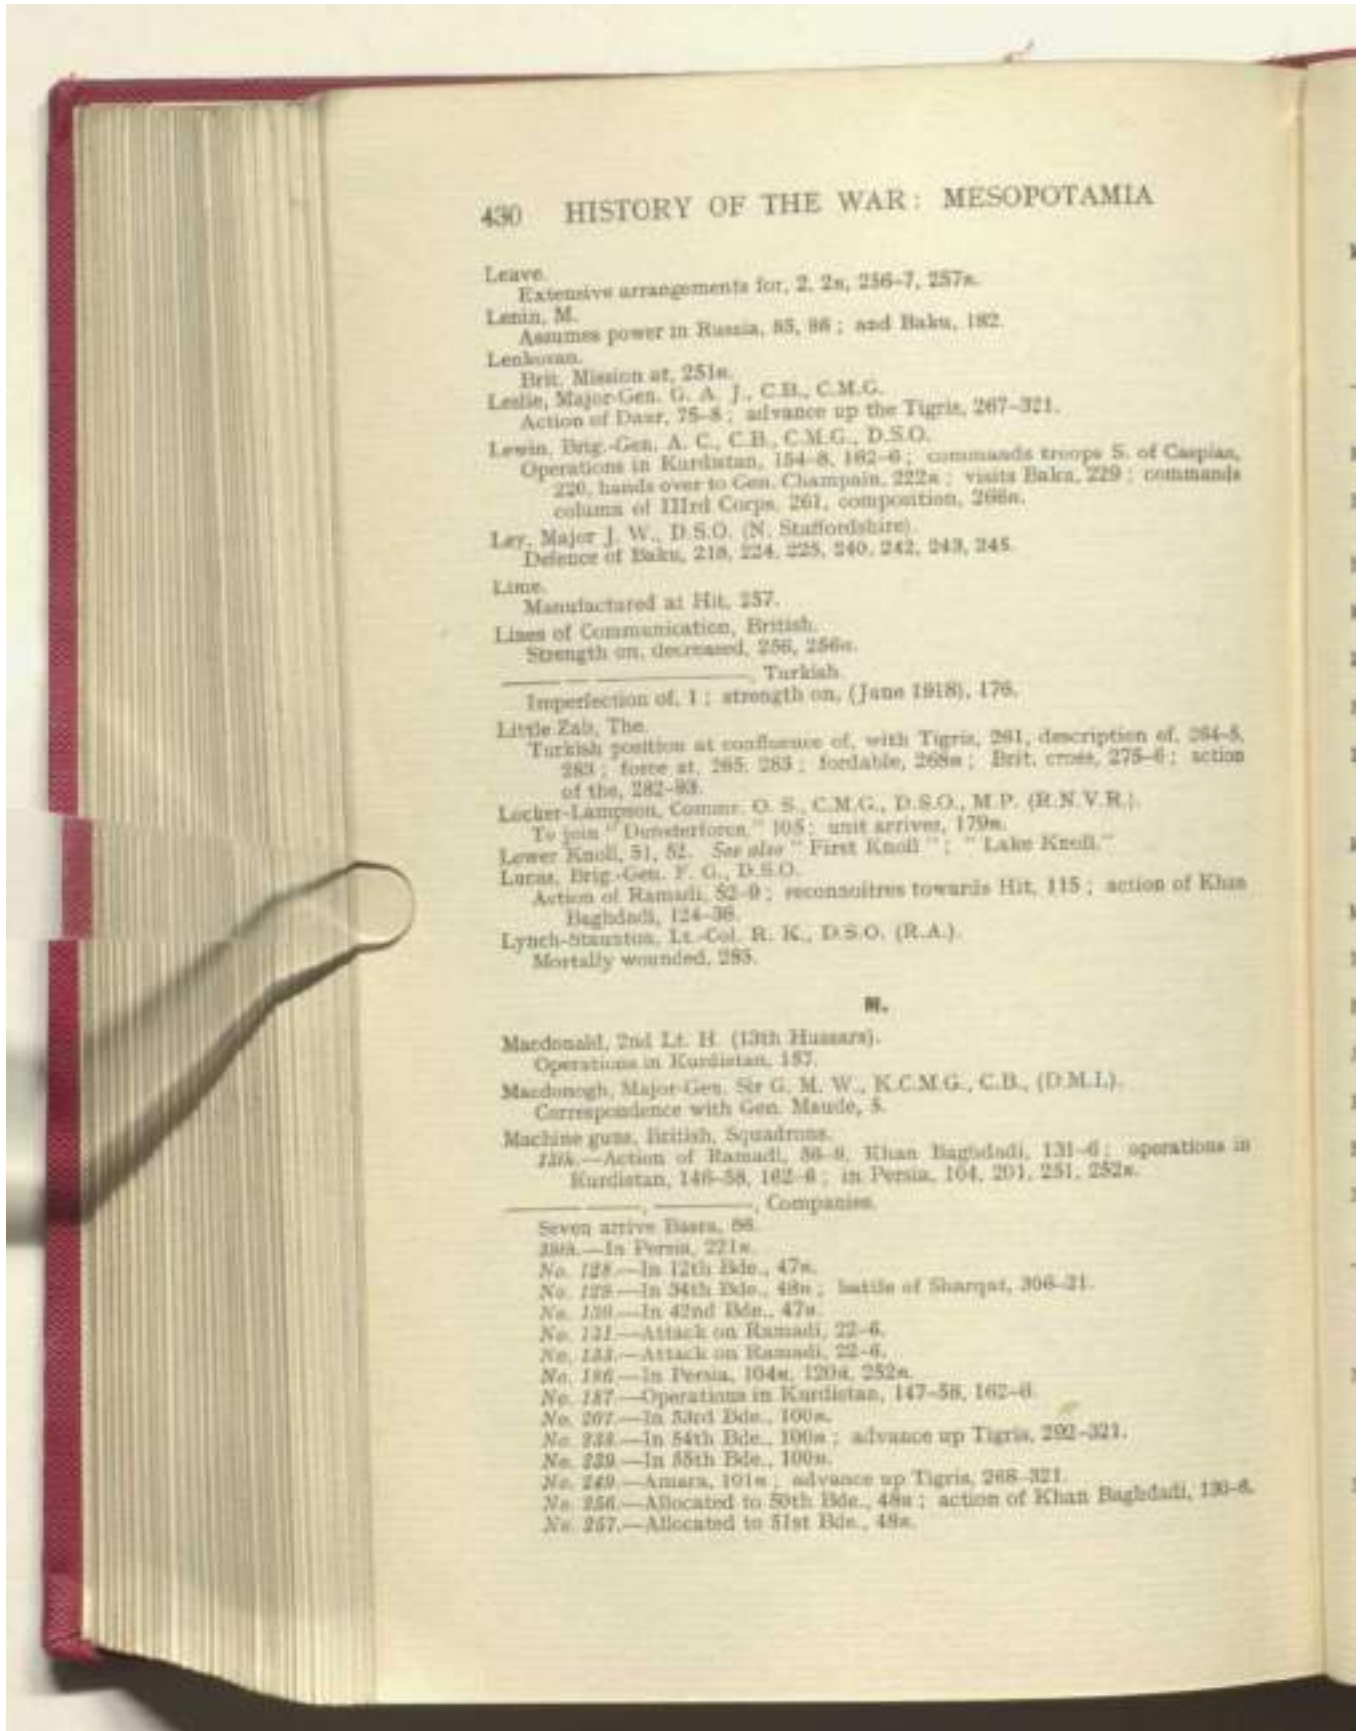 430 HISTORY OF THE WAR: MESOPOTAMIA
Leave.
Extensive arrangements for, 2, 2n, 256-7, 257n.
Lenin, M.
Assumes power in Russia, 85, 86; and Baku, 182.
Lenkoran.
Brit. Mission at, 251n.
Leslie, Major-Gen. G. A. J., C.B., C.M.G.
Action of Daur, 75-8; advance up the Tigris, 267-321.
Lewin, Brig.-Gen. A. C., C.B., C.M.G., D.S.O.
Operations in Kurdistan, 154-8, 162-6; commands troops S. of Caspian,
220, hands over to Gen. Champain, 222n; visits Baku, 229; commands
column of IIIrd Corps, 261, composition, 266n.
Ley, Major J. W., D.S.O. (N. Staffordshire).
Defence of Baku, 218, 224, 225, 240, 242, 243, 245.
Lime.
Manufactured at Hit, 257.
Lines of Communication, British.
Strength on, decreased, 256, 256n.
——— — ———————, Turkish.
Imperfection of, 1; strength on, (June 1918), 176.
Little Zab, The.
Turkish position at confluence of, with Tigris, 261, description of, 264-5,
283; force at, 265, 283; fordable, 268n; Brit. cross, 275-6; action
of the, 282-93.
Locker-Lampson, Commr. O. S., C.M.G., D.S.O., M.P. (R.N.V.R.).
To join "Dunsterforce," 105; unit arrives, 179n.
Lower Knoll, 51, 52. See also "First Knoll"; "Lake Knoll."
Lucas, Brig.-Gen. F. G., D.S.O.
Action of Ramadi, 52-9; reconnoitres towards Hit, 115; action of Khan
Baghdadi, 124-36.
Lynch-Staunton, Lt.-Col. R. K., D.S.O. (R.A.).
Mortally wounded, 285.
M.
Macdonald, 2nd Lt. H. (13th Hussars).
Operations in Kurdistan, 157.
Macdonogh, Major-Gen. Sir G. M. W., K.C.M.G., C.B., (D.M.I.).
Correspondence with Gen. Maude, 5.
Machine guns, British, Squadrons.
Action of Ramadi, Khan Baghdadi, 131-6; operations in
Kurdistan, 146-58, 162-6; in Persia, 104, 201, 251, 252n.
——— ———, ————, Companies.
Seven arrive Basra, 86.
In Persia, 221n.
No. 128.—In 12th Bde., 47n.
No. 129.—In 34th Bde., 48n; battle of Sharqat, 306-21.
No. 130.—In 42nd Bde., 47n.
No. 131.—Attack on Ramadi, 22-6.
No. 133.—Attack on Ramadi, 22-6.
No. 186.—In Persia, 104n, 120n, 252n.
No. 187.—Operations in Kurdistan, 147-58, 162-6.
No. 207.—In 53rd Bde., 100n.
No. 238.—In 54th Bde., 100n; advance up Tigris, 292-321.
No. 239.—In 55th Bde., 100n.
No. 249.—Amara, 101n; advance up Tigris, 268-321.
No. 256.—Allocated to 50th Bde., 48n; action of Khan Baghdadi, 130-6.
No. 257.—Allocated to 51st Bde., 48n.